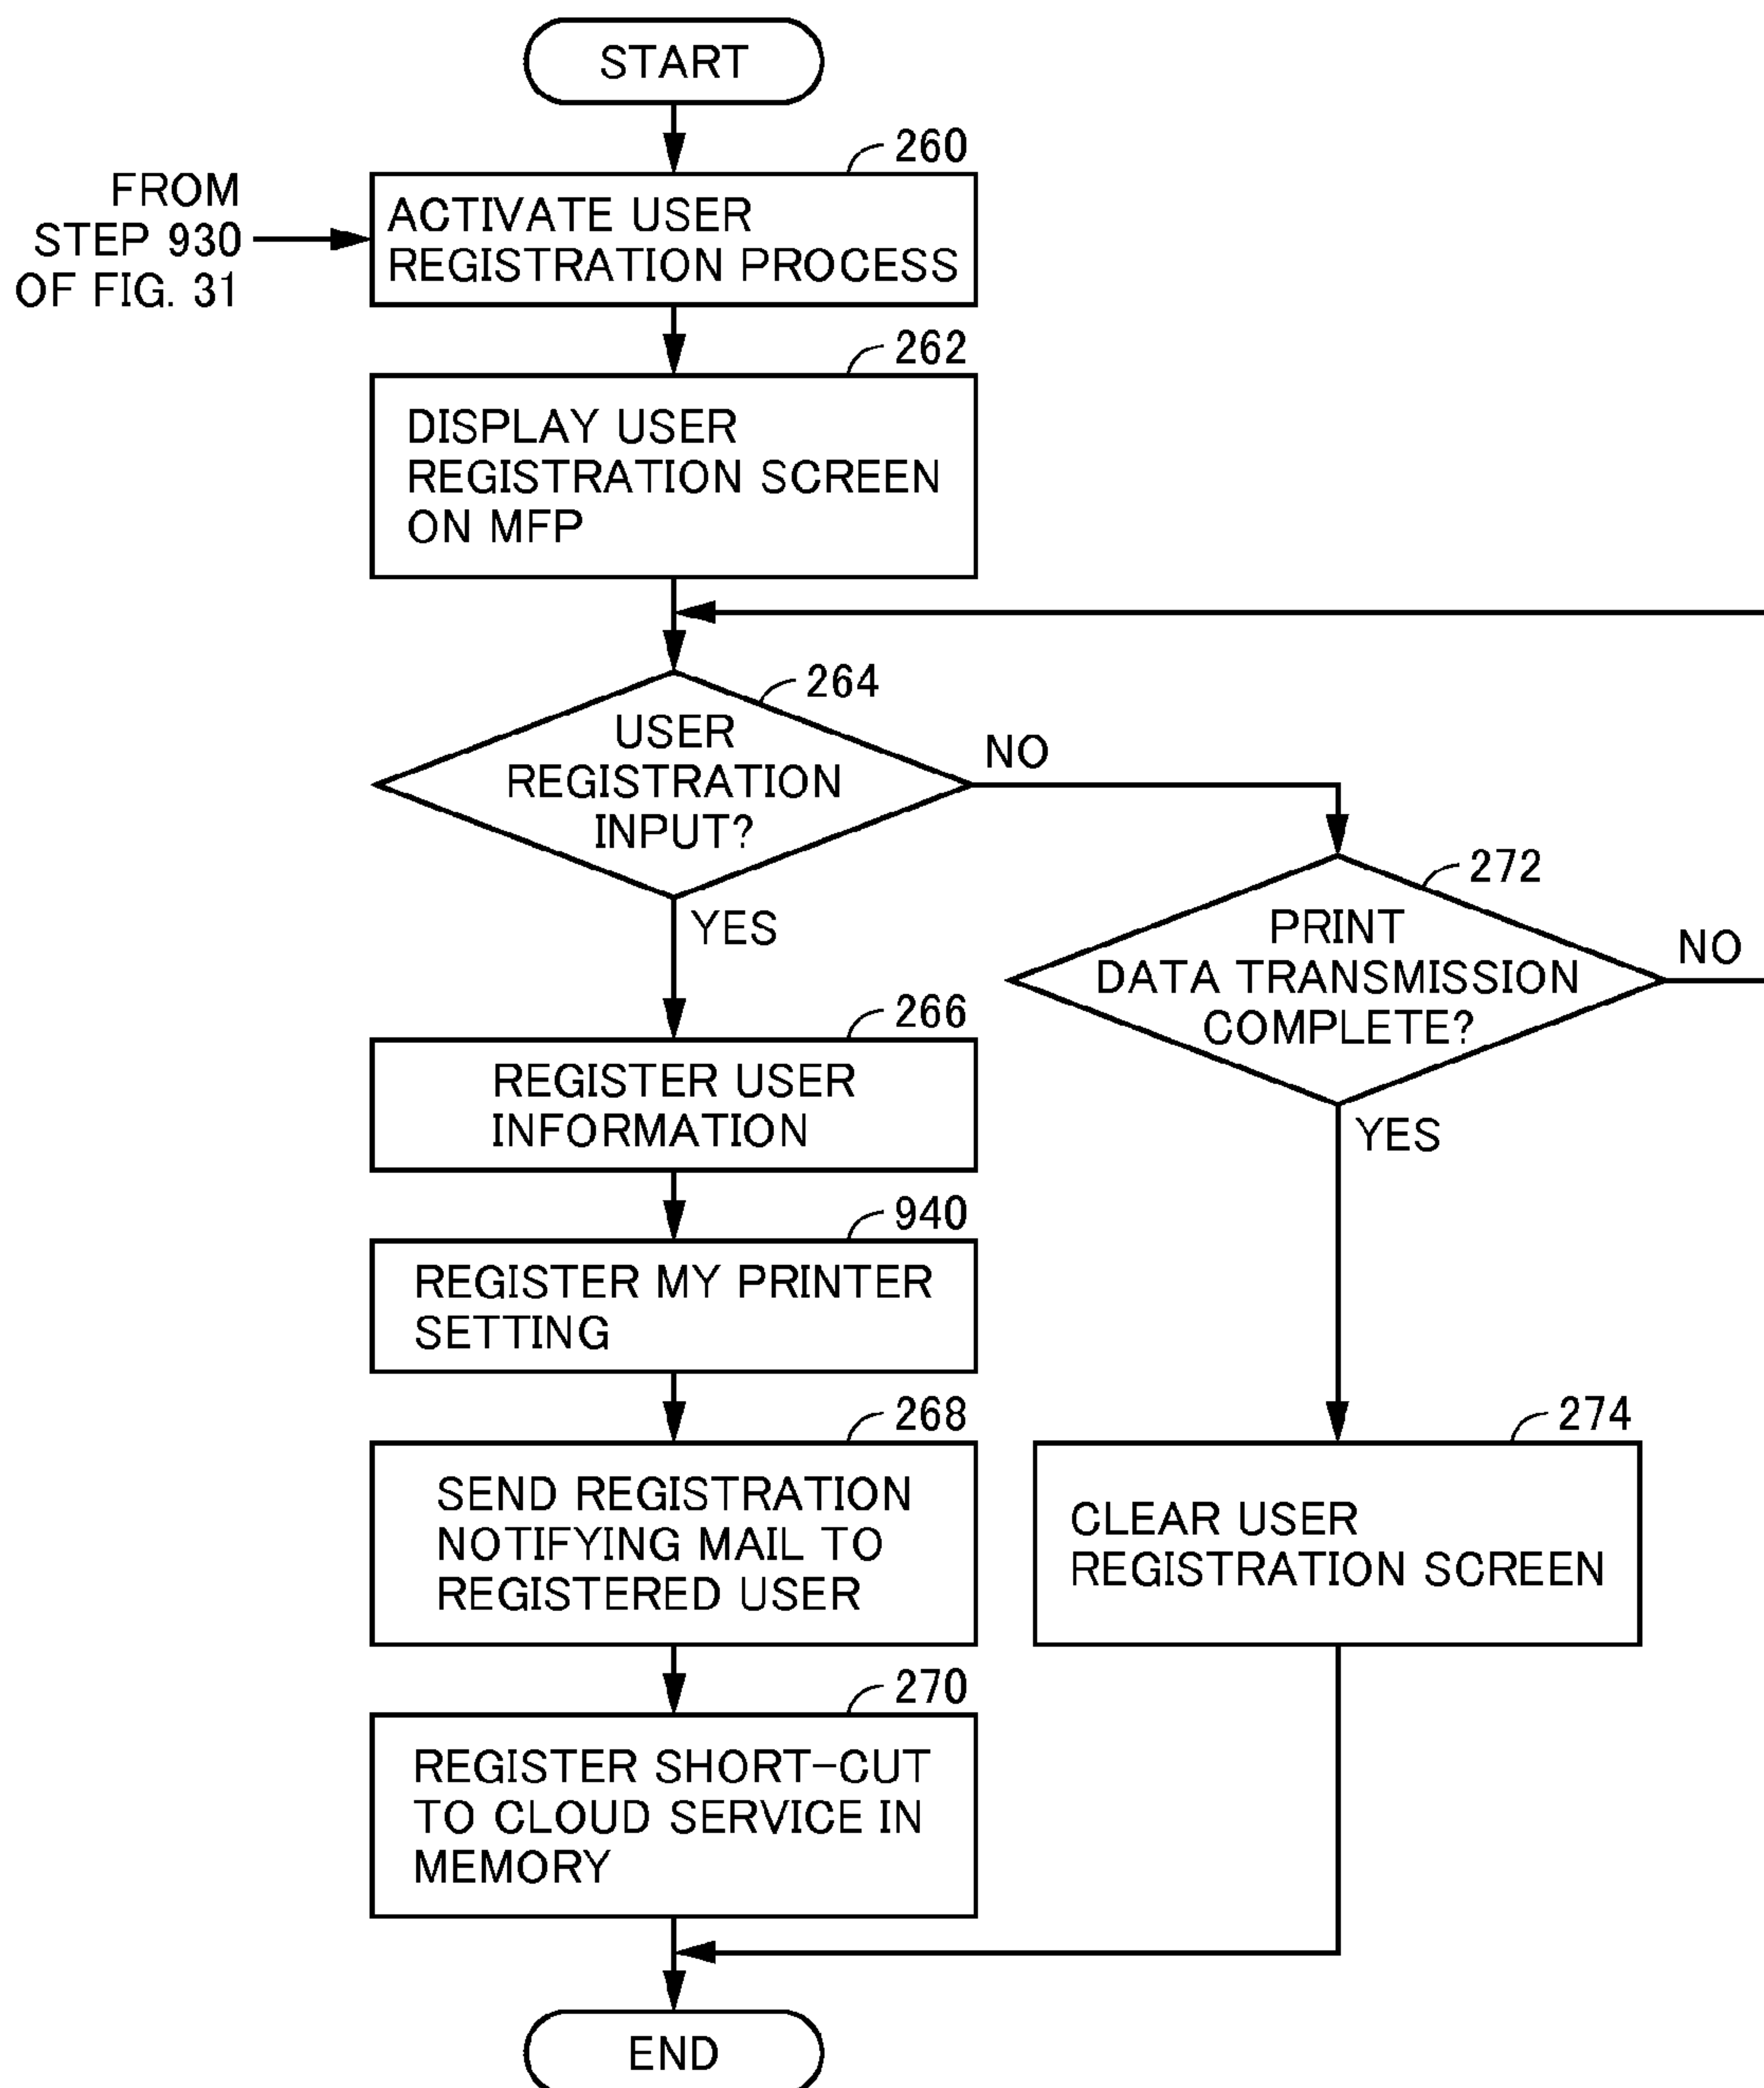 START
260
FROM
STEP 930
OF FIG. 31
ACTIVATE USER
REGISTRATION PROCESS
262
DISPLAY USER
REGISTRATION SCREEN
ON MFP
264
USER
REGISTRATION
INPUT?
NO
YES
272
PRINT
DATA TRANSMISSION
COMPLETE?
NO
YES
266
REGISTER USER
INFORMATION
940
REGISTER MY PRINTER
SETTING
268
SEND REGISTRATION
NOTIFYING MAIL TO
REGISTERED USER
274
CLEAR USER
REGISTRATION SCREEN
270
REGISTER SHORT-CUT
TO CLOUD SERVICE IN
MEMORY
END